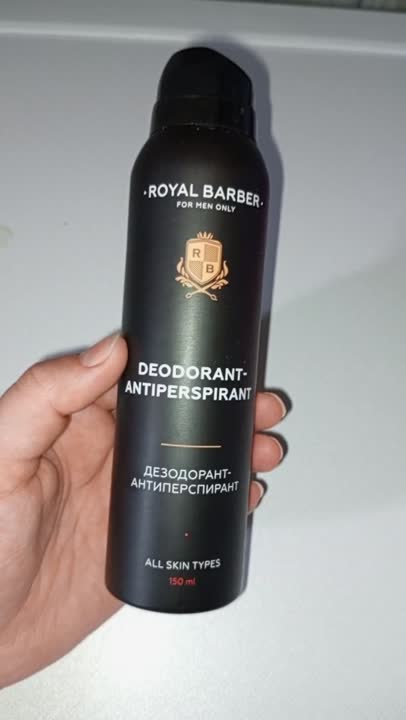 ·ROYAL BARBER·
FOR MEN ONLY
R
B
DEODORANT-
ANTIPERSPIRANT
ДЕЗОДОРАНТ-
АНТИПЕРСПИРАНТ
ALL SKIN TYPES
150 ml